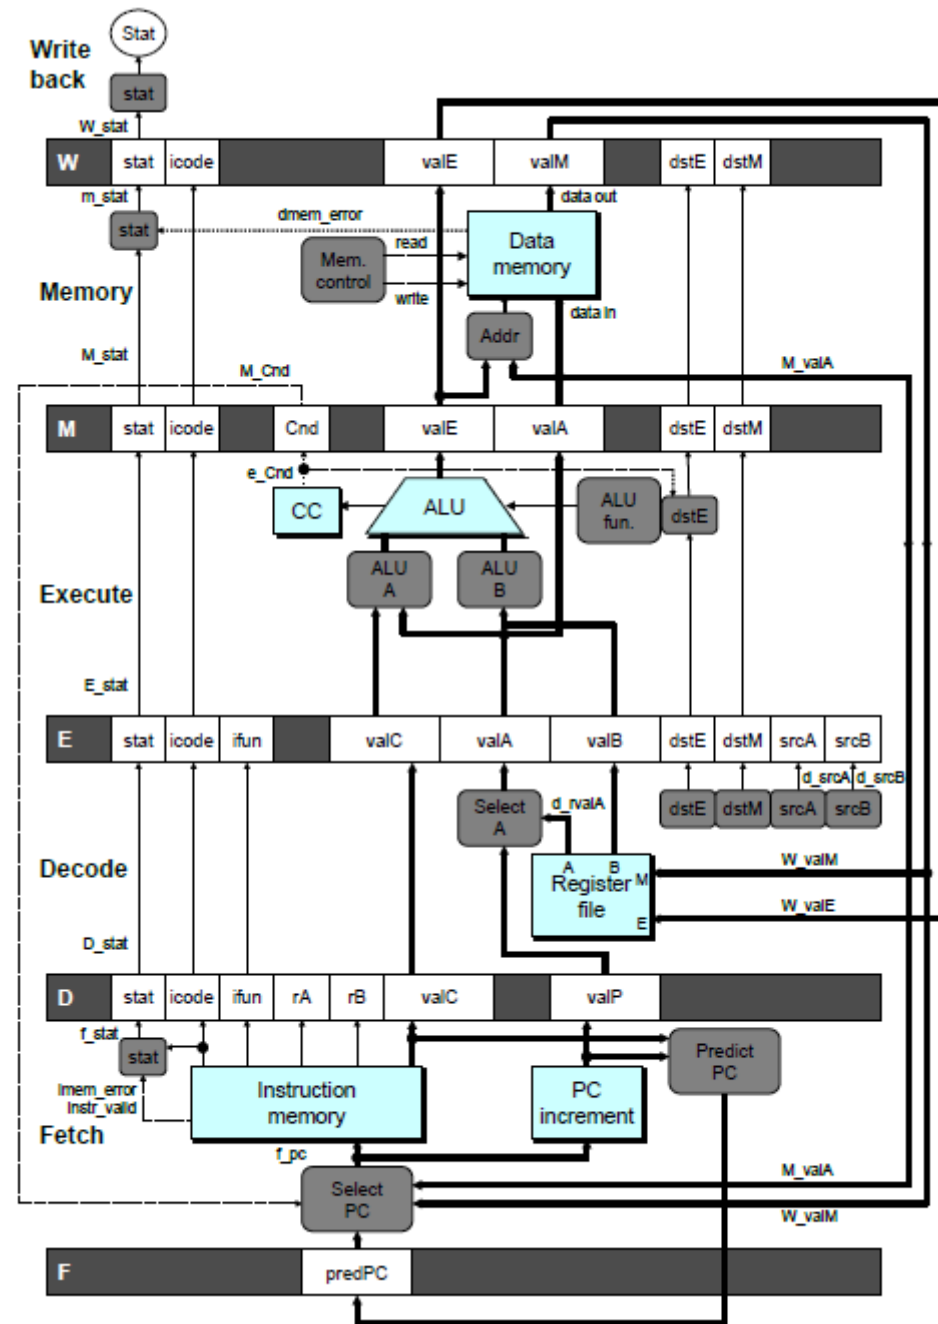 Stat
Write
back
stat
W_stat
W stat icode valE valM dstE dstM
m_stat
data out
dmem_error
stat
read
Data
memory
Mem.
control
Memory
write
data in
Addr
M_stat
M_Cnd
M_valA
M stat icode Cnd valE valA dstE dstM
e_Cnd
CC
ALU
ALU
fun.
dstE
ALU
A
ALU
B
Execute
E_stat
E stat icode ifun valC valA valB dstE dstM srcA srcB
d_srcA d_srcB
Select
A
d_rvalA
dstE dstM srcA srcB
Decode
A B
M
Register
file
E
W_valM
W_valE
D_stat
D stat icode ifun rA rB valC valP
f_stat
stat
Predict
PC
Imem_error
Instr_valid
Instruction
memory
PC
increment
Fetch
f_pc
M_valA
Select
PC
W_valM
F predPC